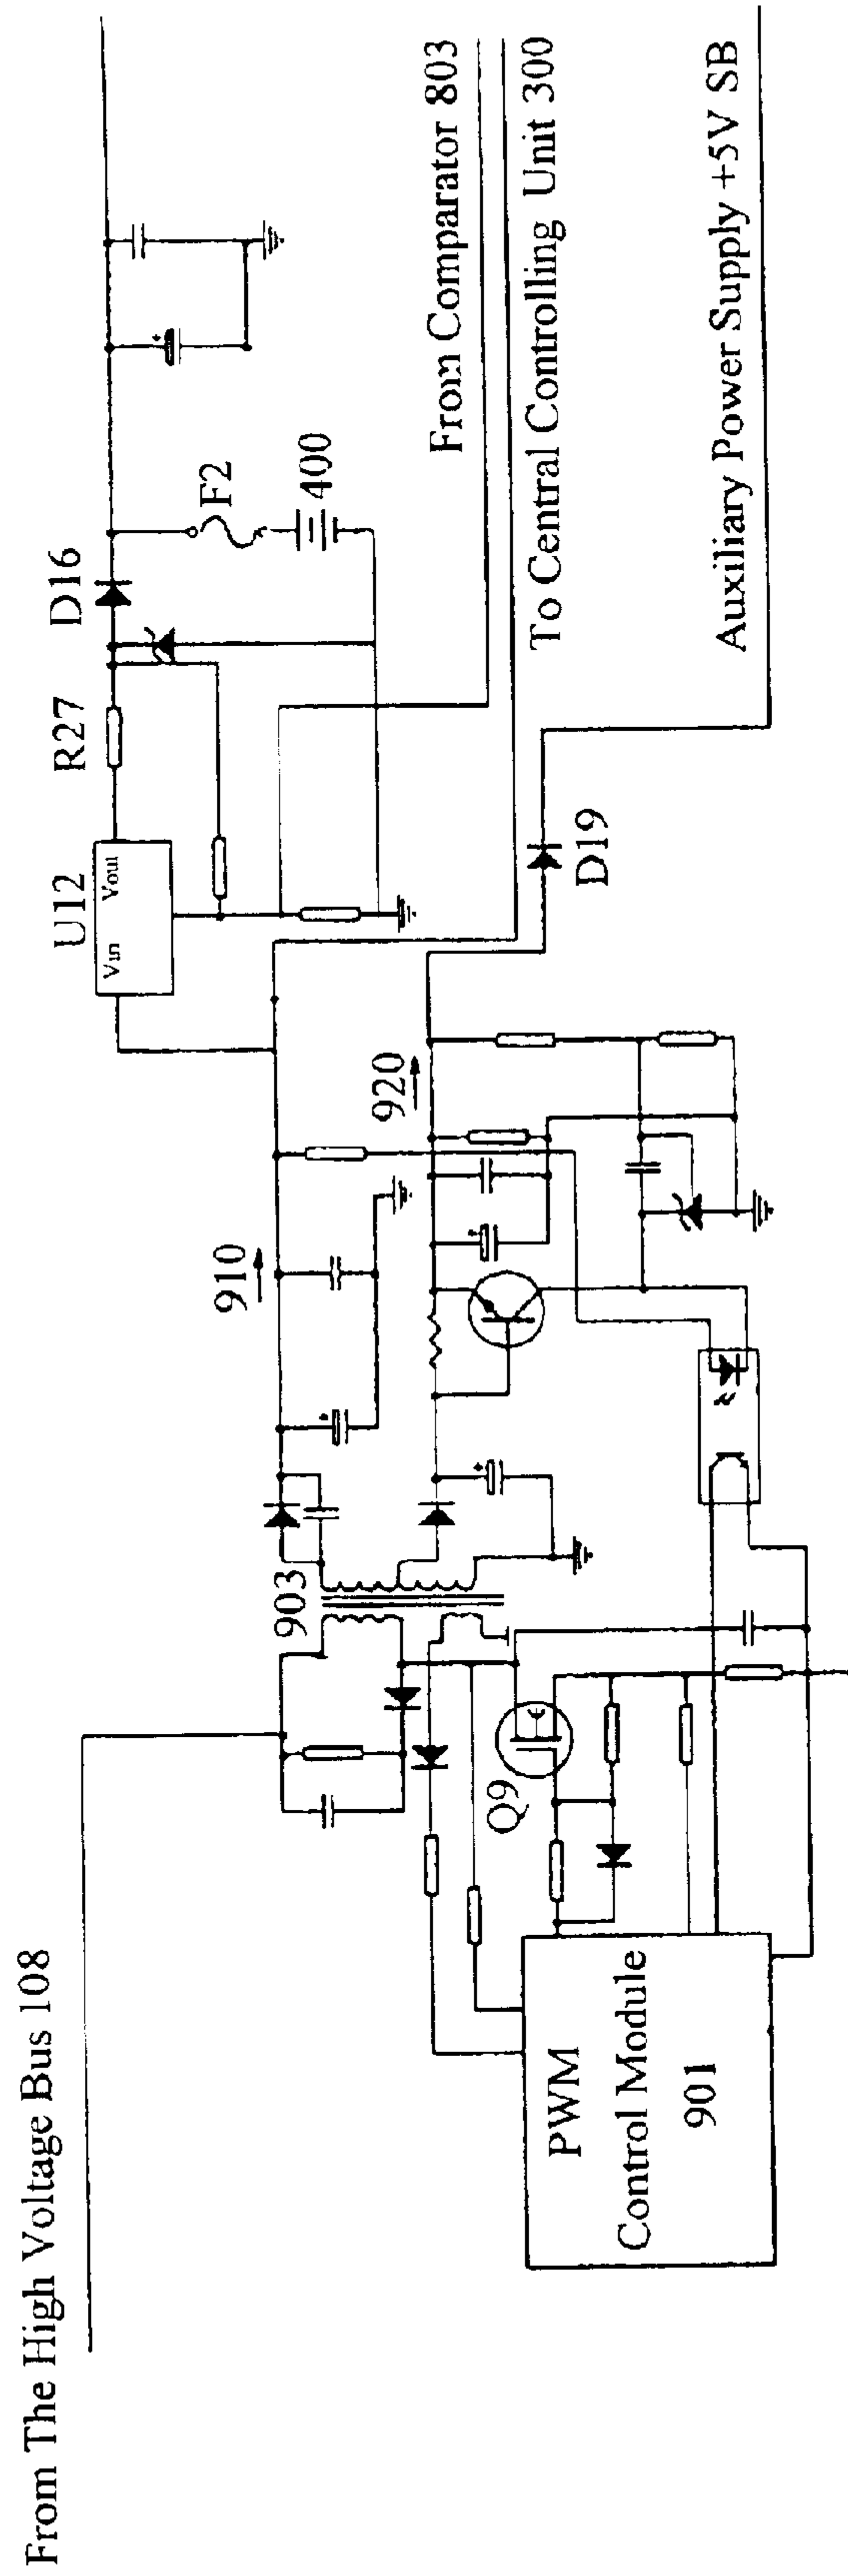 From The High Voltage Bus 108
PWM
Control Module
901
Q9
903
910
920
U12
Vin
Vout
R27
D16
F2
400
D19
From Comparator 803
To Central Controlling Unit 300
Auxiliary Power Supply +5V SB